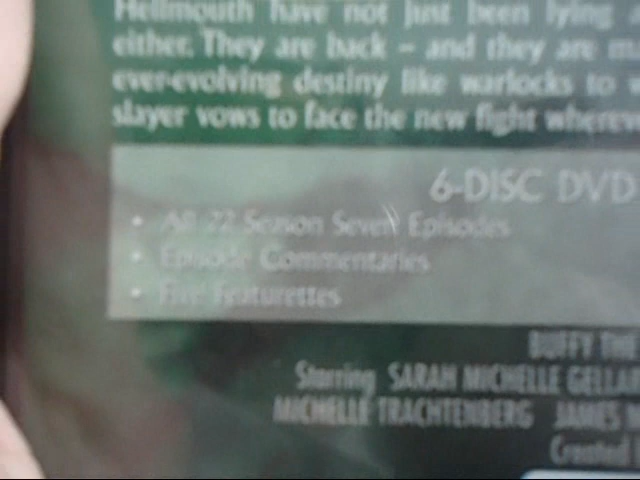 Hellmouth have not just been lying
either. They are back – and they are
ever-evolving destiny like warlocks to
slayer vows to face the new fight
6-DISC DVD
• All 22 Season Seven Episodes
• Episode Commentaries
• Five Featurettes
BUFFY THE
Starring SARAH MICHELLE GELLAR
MICHELLE TRACHTENBERG JAMES
Created